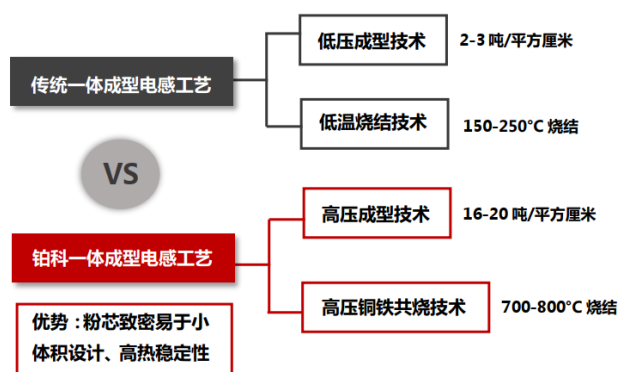 低压成型技术
2-3 吨/平方厘米
传统一体成型电感工艺
低温烧结技术
150-250°C 烧结
VS
高压成型技术
16-20 吨/平方厘米
铂科一体成型电感工艺
高压铜铁共烧技术
700-800°C 烧结
优势：粉芯致密易于小
体积设计、高热稳定性